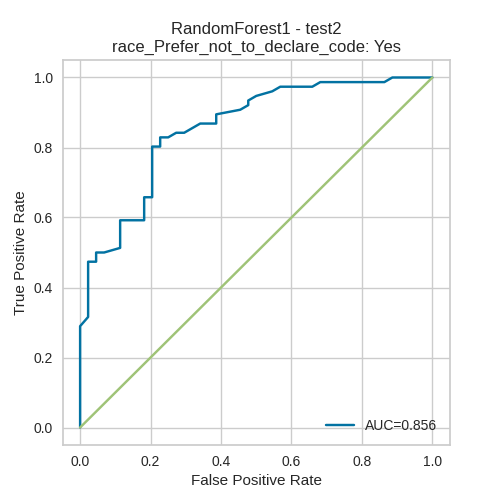 RandomForest1 - test2
race_Prefer_not_to_declare_code: Yes
True Positive Rate
1.0
0.8
0.6
0.4
0.2
0.0
AUC=0.856
0.0 0.2 0.4 0.6 0.8 1.0
False Positive Rate